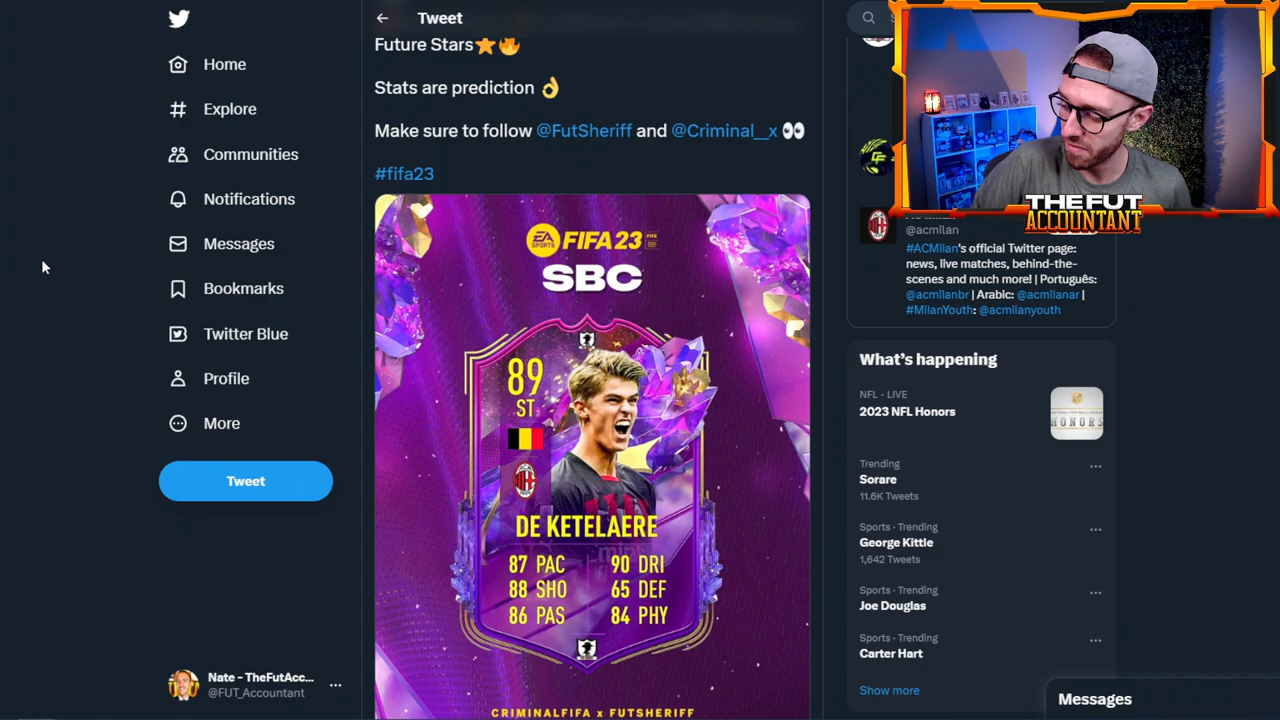 Home
Explore
Communities
Notifications
Messages
Bookmarks
Twitter Blue
Profile
More
Tweet
Nate - TheFutAcc...
@FUT_Accountant
Tweet
Future Stars⭐🔥
Stats are prediction 👌
Make sure to follow @FutSheriff and @Criminal__x 👀
#fifa23
EA SPORTS FIFA 23
SBC
89
ST
DE KETELAERE
87 PAC 90 DRI
88 SHO 65 DEF
86 PAS 84 PHY
CRIMINALFIFA x FUTSHERIFF
THE FUT
ACCOUNTANT
@acmilan
#ACMilan's official Twitter page:
news, live matches, behind-the-
scenes and much more! | Português:
@acmilanbr | Arabic: @acmilanar |
#MilanYouth: @acmilanyouth
What's happening
NFL · LIVE
2023 NFL Honors
HONORS
Trending
Sorare
11.6K Tweets
Sports · Trending
George Kittle
1,642 Tweets
Sports · Trending
Joe Douglas
Sports · Trending
Carter Hart
Show more
Messages